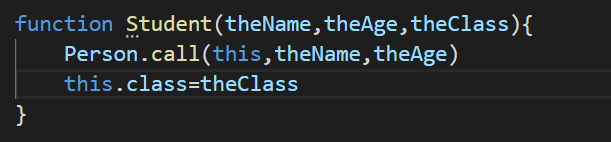 function Student(theName,theAge,theClass){
    Person.call(this,theName,theAge)
    this.class=theClass
}